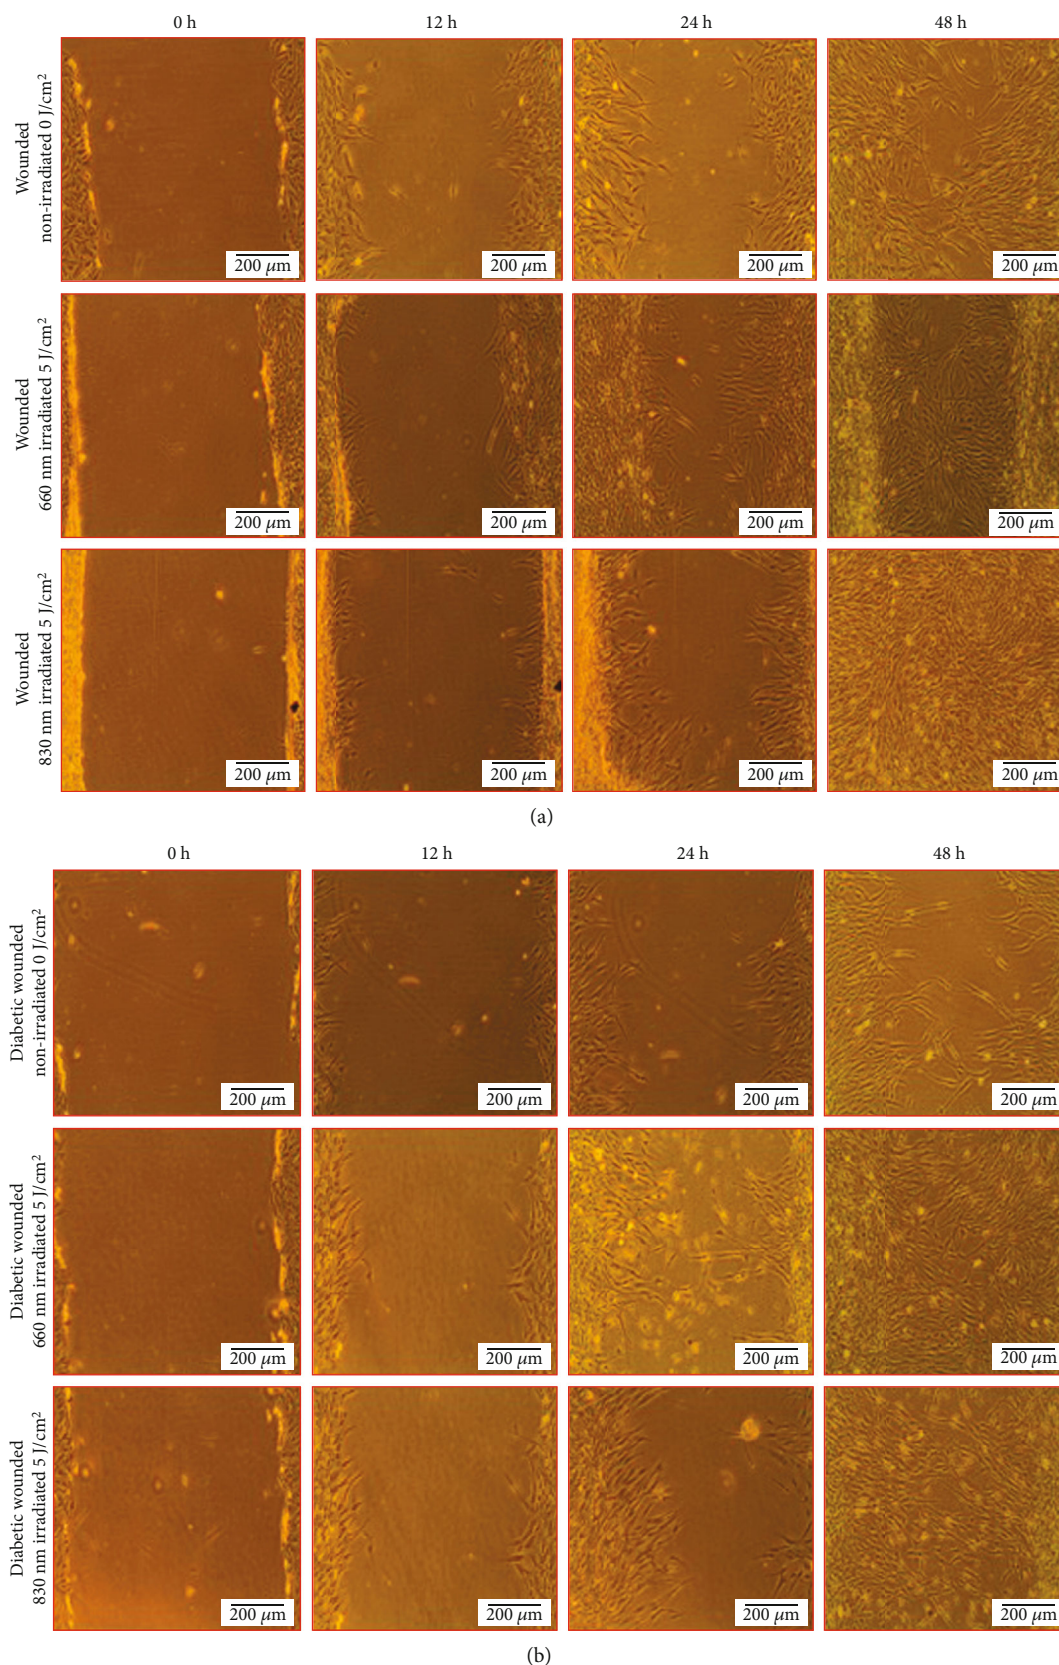 0 h 12 h 24 h 48 h
Wounded
non-irradiated 0 J/cm²
200 µm 200 µm 200 µm 200 µm
Wounded
660 nm irradiated 5 J/cm²
200 µm 200 µm 200 µm 200 µm
Wounded
830 nm irradiated 5 J/cm²
200 µm 200 µm 200 µm 200 µm
(a)
0 h 12 h 24 h 48 h
Diabetic wounded
non-irradiated 0 J/cm²
200 µm 200 µm 200 µm 200 µm
Diabetic wounded
660 nm irradiated 5 J/cm²
200 µm 200 µm 200 µm 200 µm
Diabetic wounded
830 nm irradiated 5 J/cm²
200 µm 200 µm 200 µm 200 µm
(b)